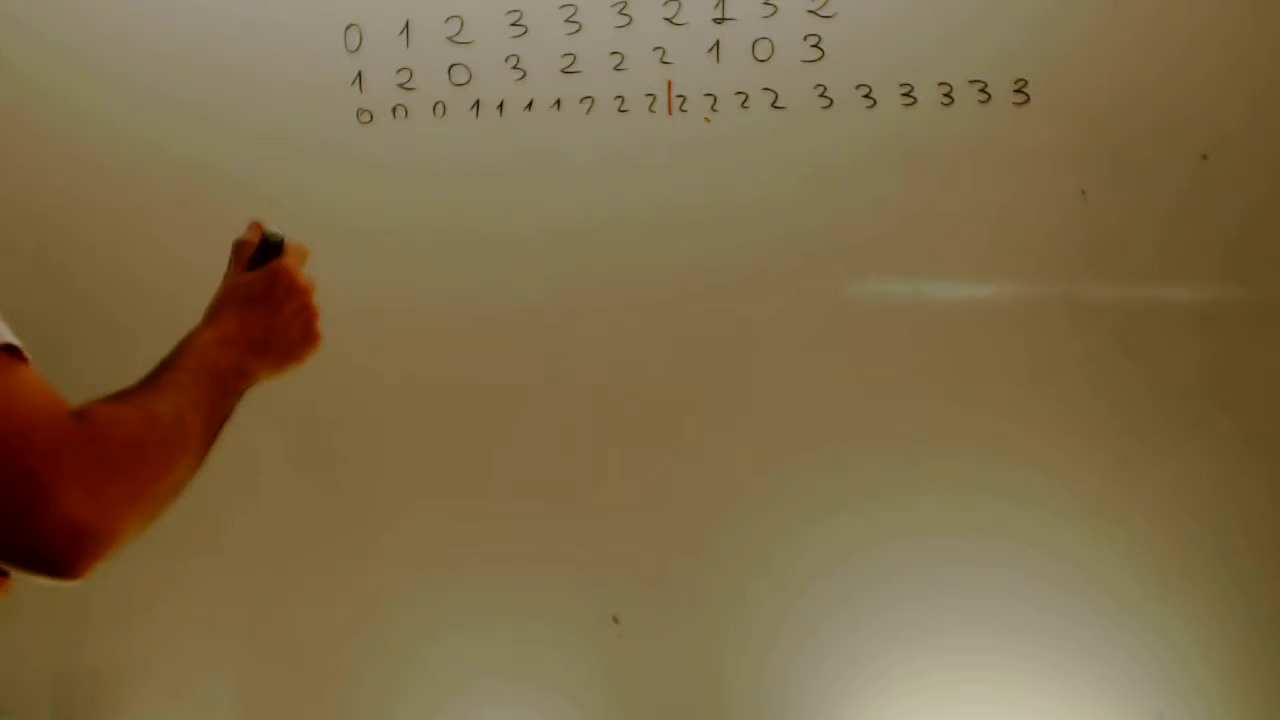 0 1 2 3 3 3 2 1 3 2
1 2 0 3 2 2 2 1 0 3
0 0 0 1 1 1 1 2 2 2 | 2 2 2 2 3 3 3 3 3 3